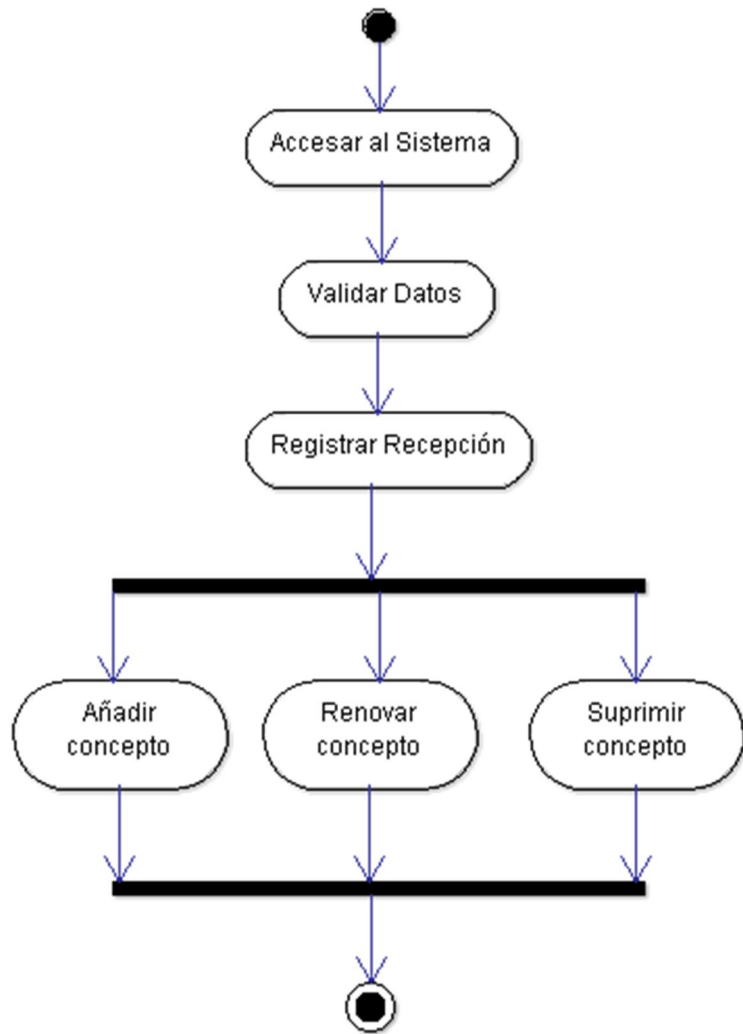 Accesar al Sistema
Validar Datos
Registrar Recepción
Añadir
concepto
Renovar
concepto
Suprimir
concepto